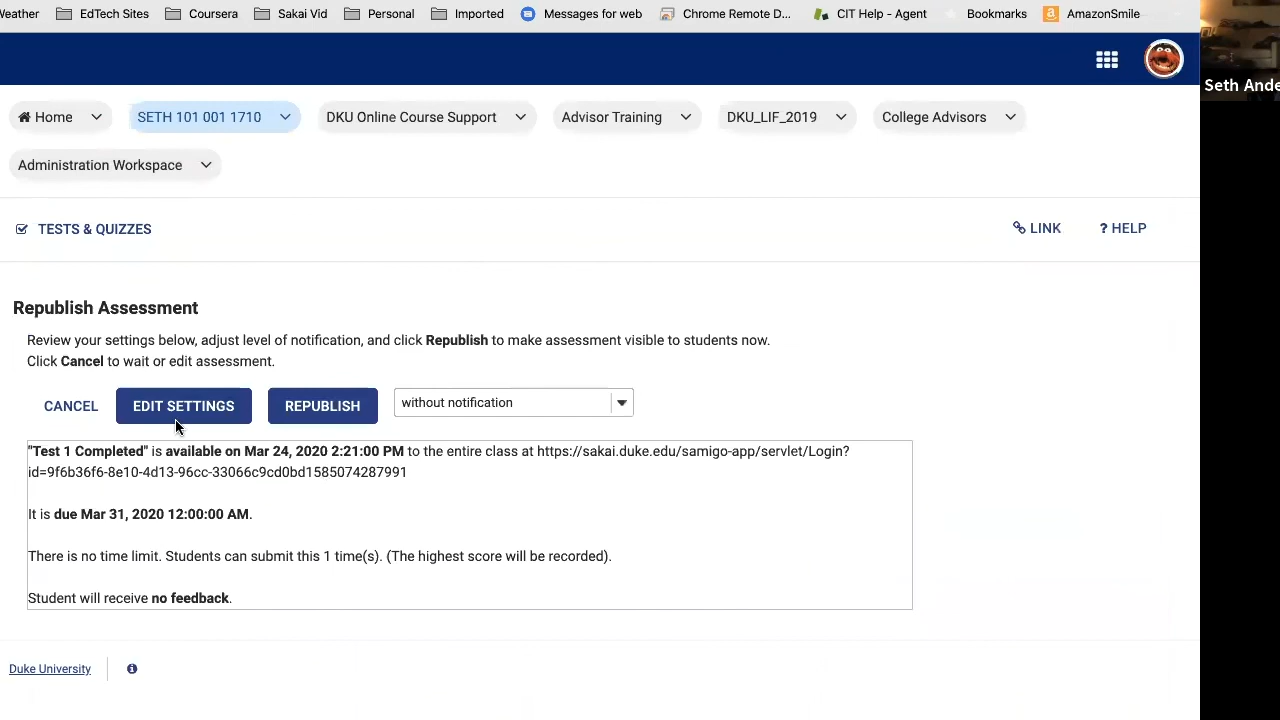 EdTech Sites Coursera Sakai Vid Personal Imported Messages for web Chrome Remote D... CIT Help - Agent Bookmarks AmazonSmile
Seth Ande
Home SETH 101 001 1710 DKU Online Course Support Advisor Training DKU_LIF_2019 College Advisors
Administration Workspace
TESTS & QUIZZES LINK ? HELP
Republish Assessment
Review your settings below, adjust level of notification, and click Republish to make assessment visible to students now.
Click Cancel to wait or edit assessment.
CANCEL EDIT SETTINGS REPUBLISH without notification
"Test 1 Completed" is available on Mar 24, 2020 2:21:00 PM to the entire class at https://sakai.duke.edu/samigo-app/servlet/Login?
id=9f6b36f6-8e10-4d13-96cc-33066c9cd0bd1585074287991
It is due Mar 31, 2020 12:00:00 AM.
There is no time limit. Students can submit this 1 time(s). (The highest score will be recorded).
Student will receive no feedback.
Duke University